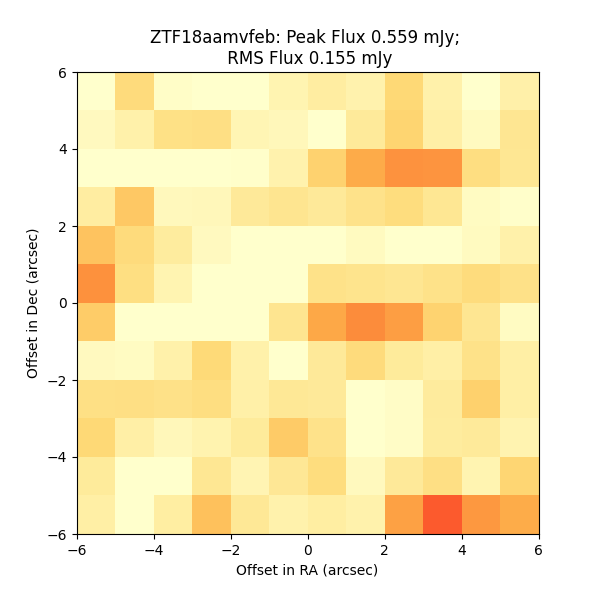 ZTF18aamvfeb: Peak Flux 0.559 mJy;
RMS Flux 0.155 mJy
6
4
2
0
−2
−4
−6
Offset in Dec (arcsec)
−6 −4 −2 0 2 4 6
Offset in RA (arcsec)